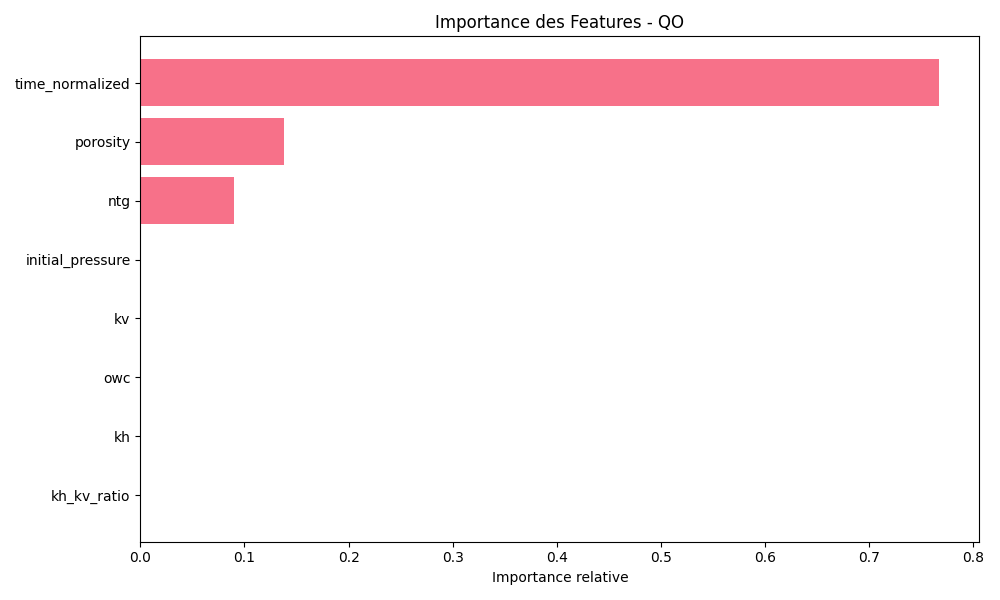 Importance des Features - QO
time_normalized
porosity
ntg
initial_pressure
kv
owc
kh
kh_kv_ratio
0.0 0.1 0.2 0.3 0.4 0.5 0.6 0.7 0.8
Importance relative